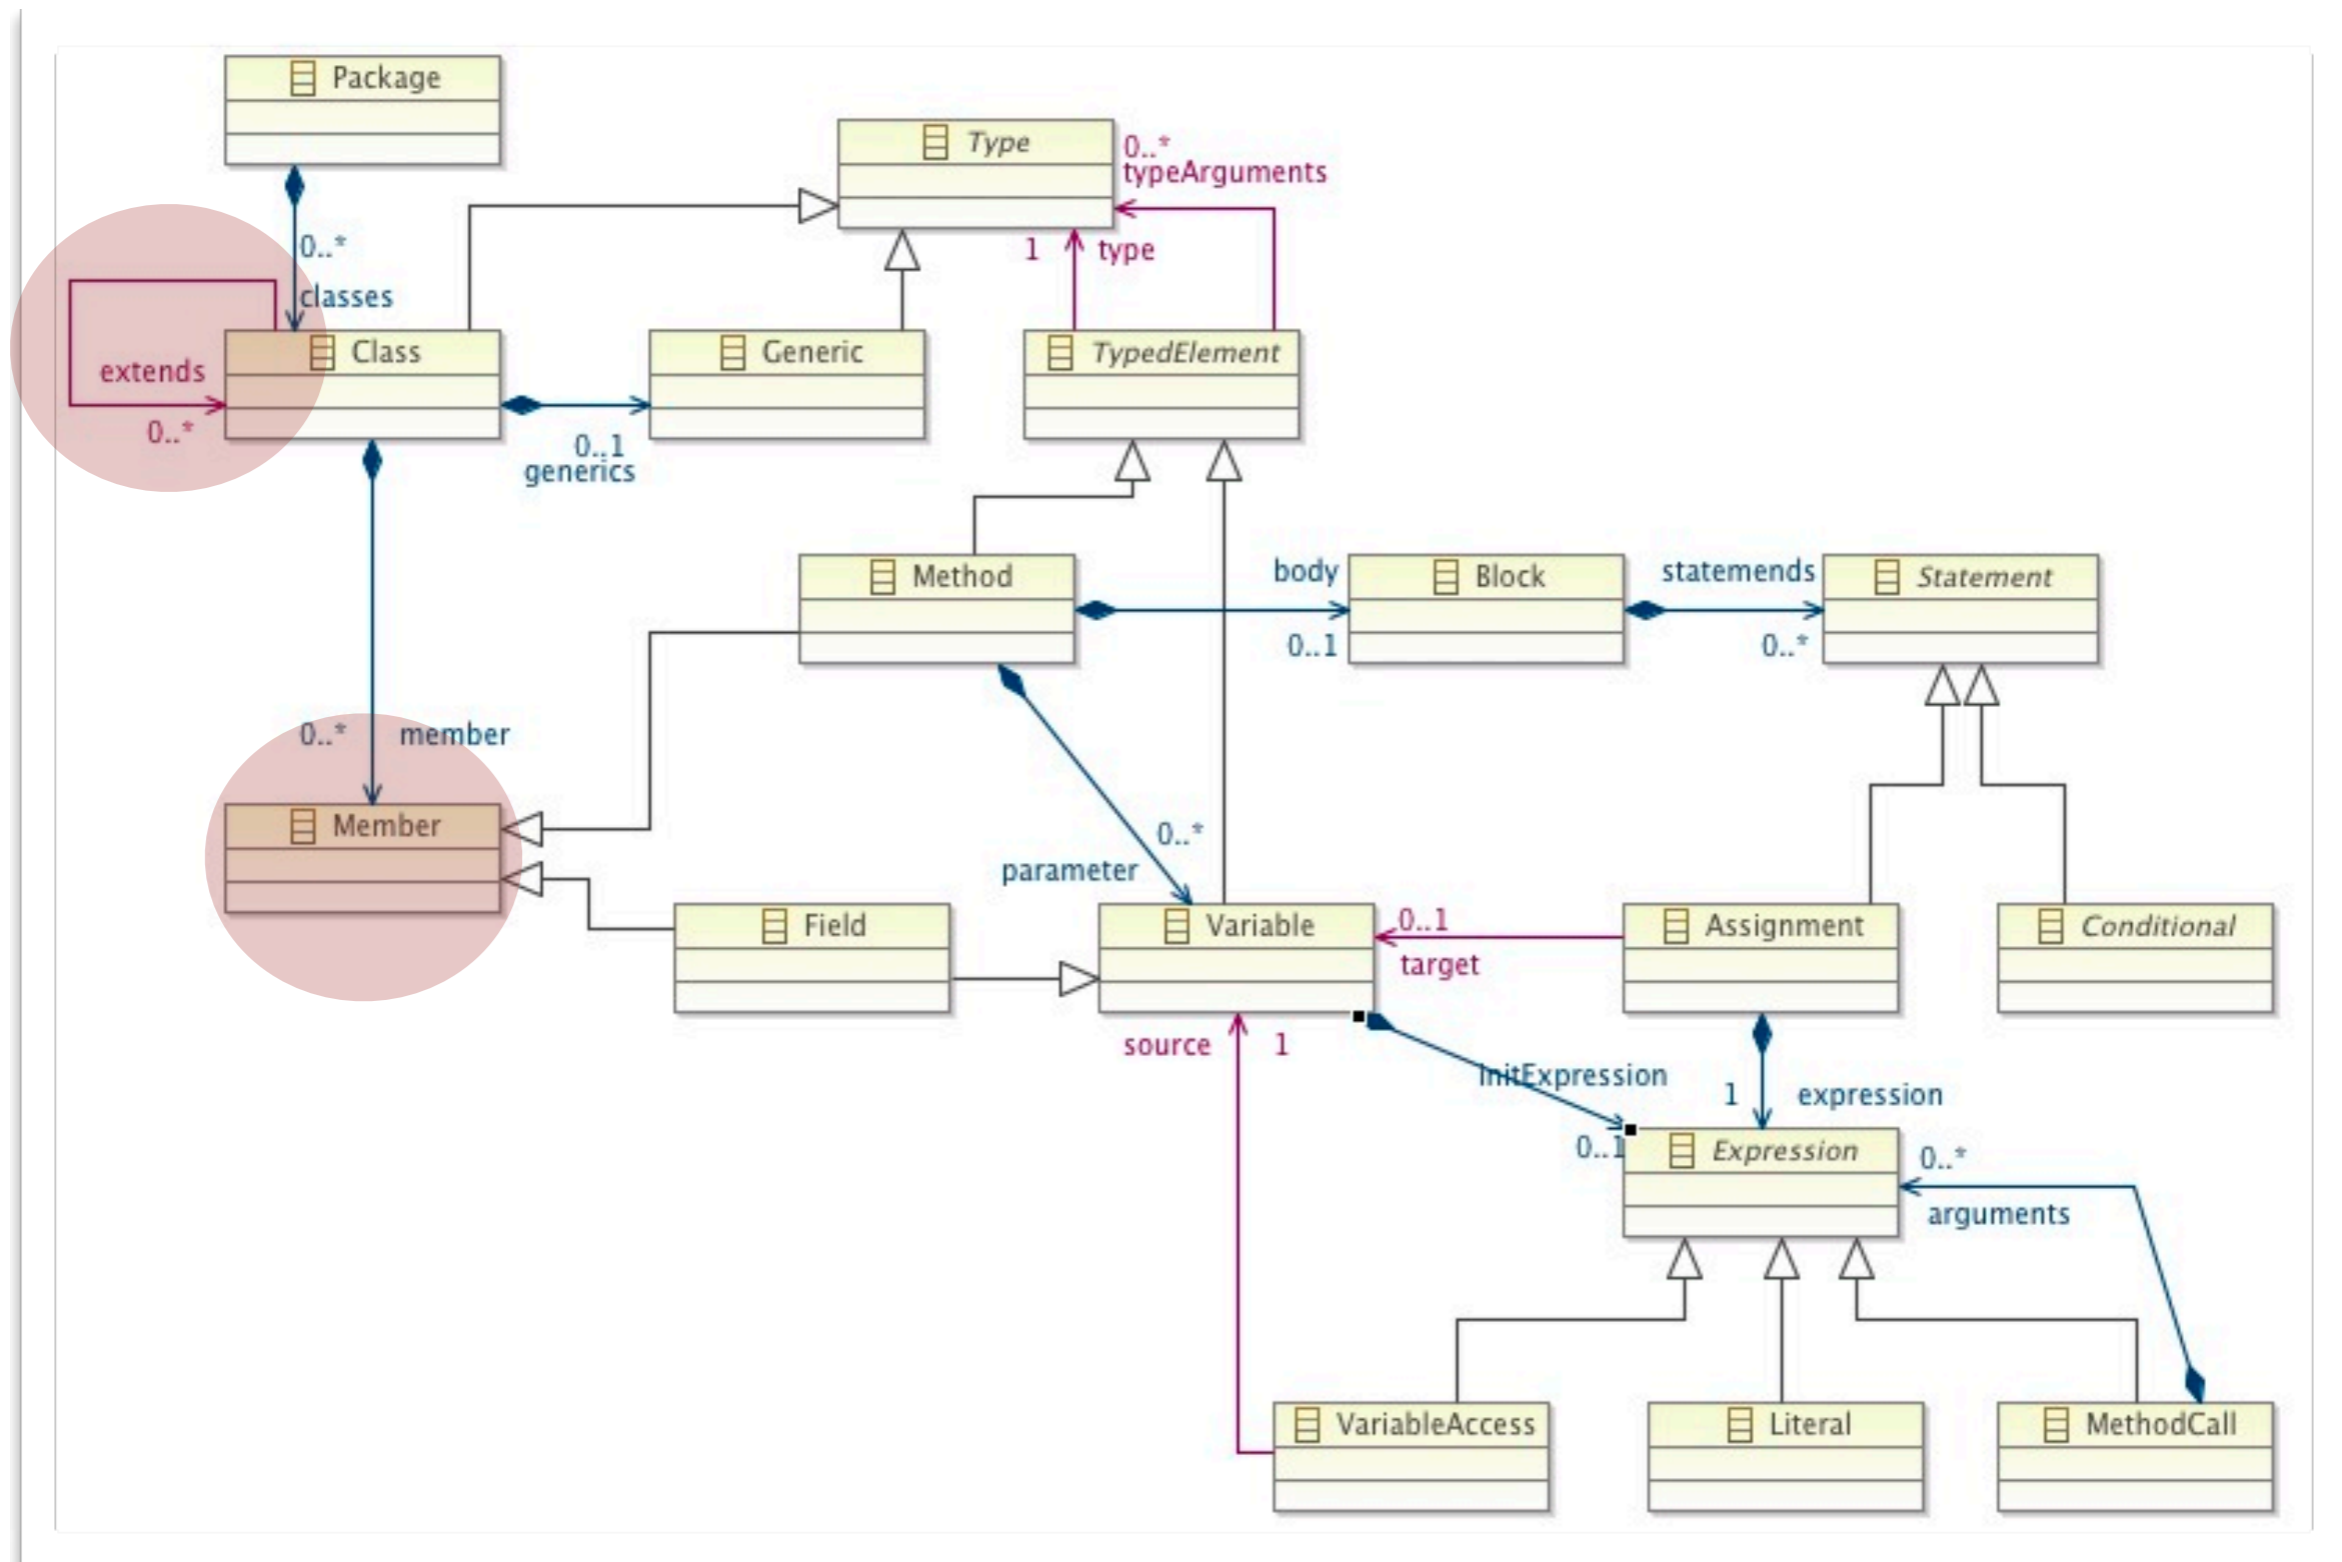 Package
Type
0..*
typeArguments
0..*
classes
1
type
Class
extends
0..*
Generic
0..1
generics
TypedElement
Method
body
0..1
Block
statemends
0..*
Statement
0..*
member
Member
parameter
0..*
Field
Variable
0..1
target
Assignment
Conditional
source
1
initExpression
0..1
1
expression
Expression
0..*
arguments
VariableAccess
Literal
MethodCall